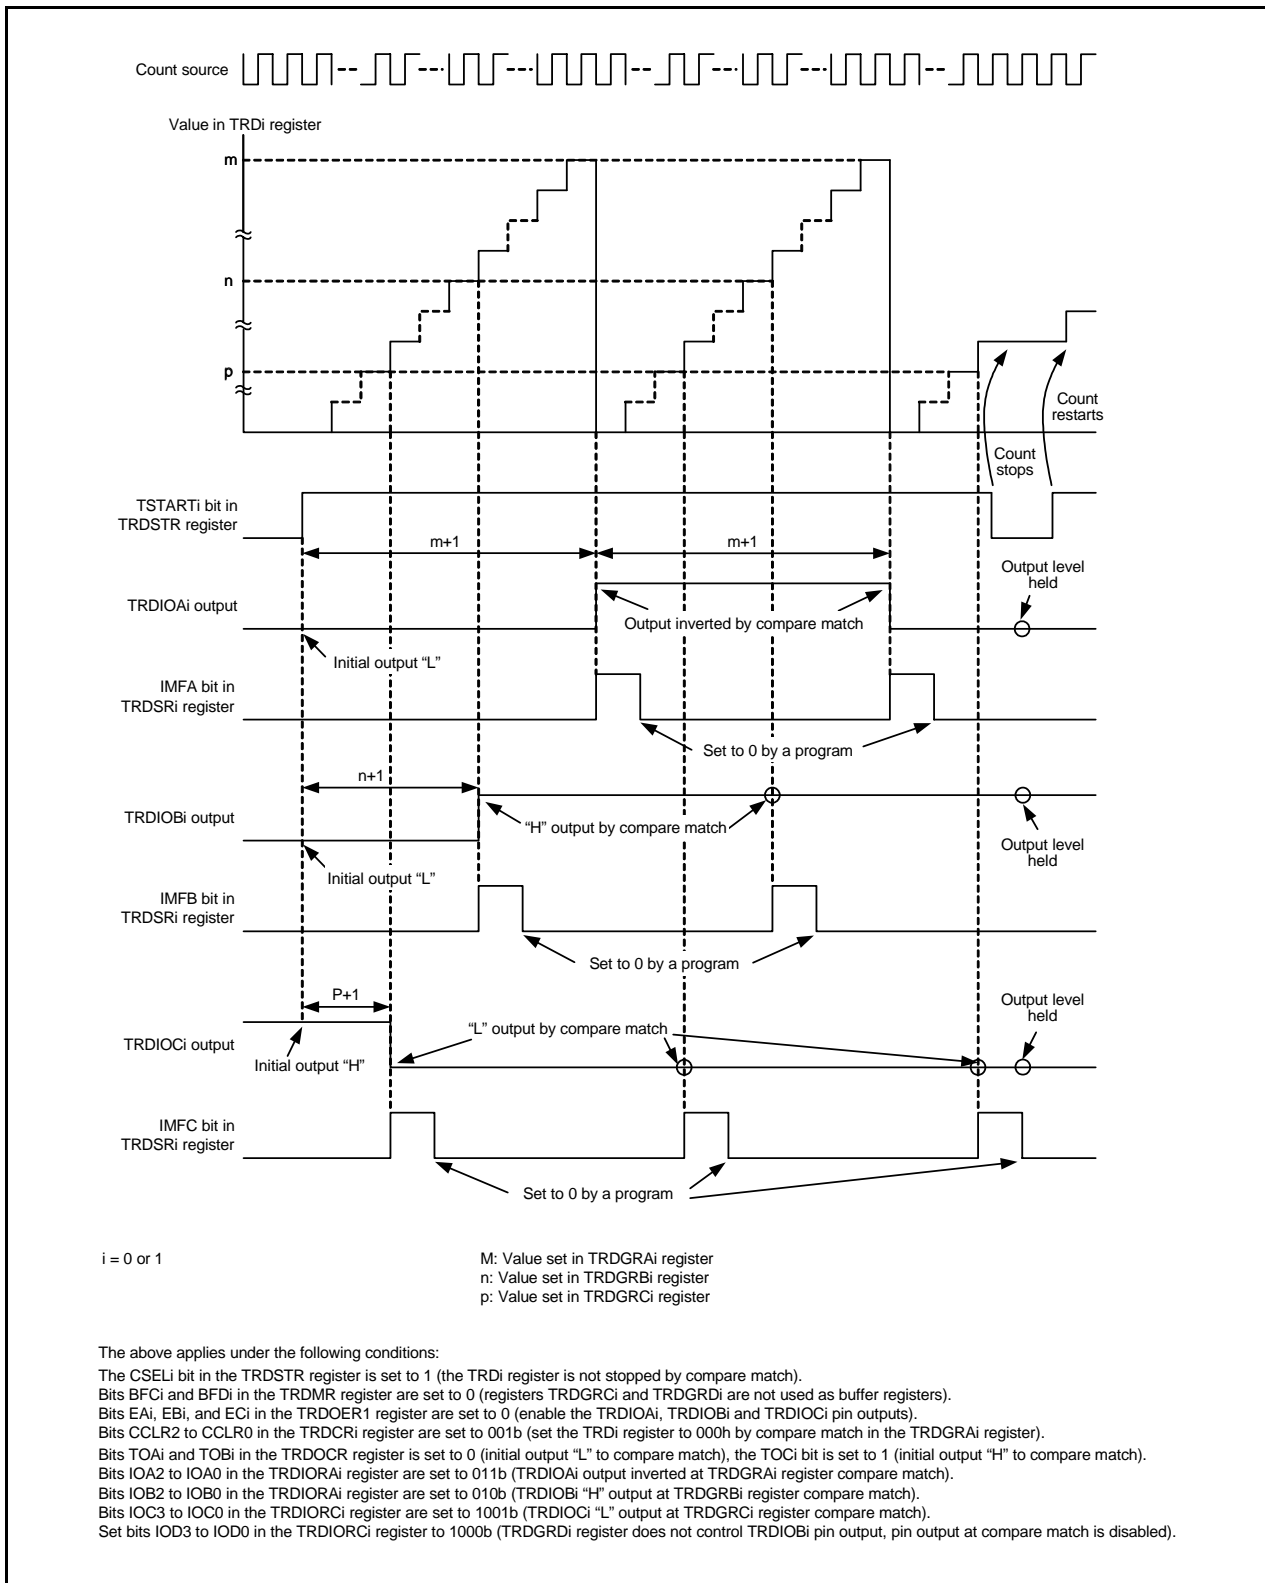 Count source
Value in TRDi register
m
n
p
Count
restarts
Count
stops
TSTARTi bit in
TRDSTR register
m+1
m+1
Output level
held
TRDIOAi output
Output inverted by compare match
Initial output “L”
IMFA bit in
TRDSRi register
Set to 0 by a program
n+1
TRDIOBi output
“H” output by compare match
Output level
held
Initial output “L”
IMFB bit in
TRDSRi register
Set to 0 by a program
P+1
Output level
held
“L” output by compare match
TRDIOCi output
Initial output “H”
IMFC bit in
TRDSRi register
Set to 0 by a program
i = 0 or 1
M: Value set in TRDGRAi register
n: Value set in TRDGRBi register
p: Value set in TRDGRCi register
The above applies under the following conditions:
The CSELi bit in the TRDSTR register is set to 1 (the TRDi register is not stopped by compare match).
Bits BFCi and BFDi in the TRDMR register are set to 0 (registers TRDGRCi and TRDGRDi are not used as buffer registers).
Bits EAi, EBi, and ECi in the TRDOER1 register are set to 0 (enable the TRDIOAi, TRDIOBi and TRDIOCi pin outputs).
Bits CCLR2 to CCLR0 in the TRDCRi register are set to 001b (set the TRDi register to 000h by compare match in the TRDGRAi register).
Bits TOAi and TOBi in the TRDOCR register is set to 0 (initial output “L” to compare match), the TOCi bit is set to 1 (initial output “H” to compare match).
Bits IOA2 to IOA0 in the TRDIORAi register are set to 011b (TRDIOAi output inverted at TRDGRAi register compare match).
Bits IOB2 to IOB0 in the TRDIORAi register are set to 010b (TRDIOBi “H” output at TRDGRBi register compare match).
Bits IOC3 to IOC0 in the TRDIORCi register are set to 1001b (TRDIOCi “L” output at TRDGRCi register compare match).
Set bits IOD3 to IOD0 in the TRDIORCi register to 1000b (TRDGRDi register does not control TRDIOBi pin output, pin output at compare match is disabled).